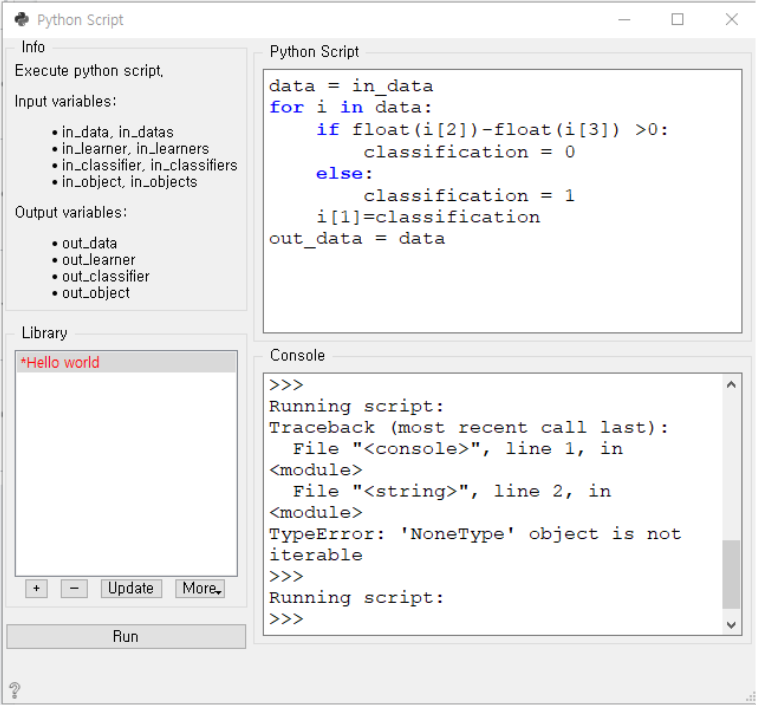 Python Script
Info
Execute python script,
Input variables:
• in_data, in_datas
• in_learner, in_learners
• in_classifier, in_classifiers
• in_object, in_objects
Output variables:
• out_data
• out_learner
• out_classifier
• out_object
Library
*Hello world
+ − Update More
Run
?
Python Script
data = in_data
for i in data:
    if float(i[2])-float(i[3]) >0:
        classification = 0
    else:
        classification = 1
    i[1]=classification
out_data = data
Console
>>>
Running script:
Traceback (most recent call last):
  File "<console>", line 1, in
<module>
  File "<string>", line 2, in
<module>
TypeError: 'NoneType' object is not
iterable
>>>
Running script:
>>>